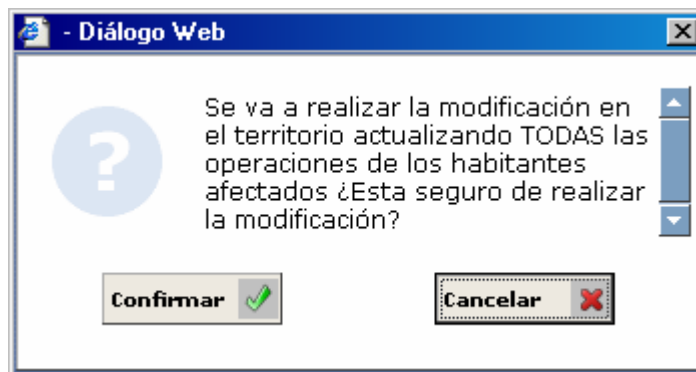 - Diálogo Web
Se va a realizar la modificación en
el territorio actualizando TODAS las
operaciones de los habitantes
afectados ¿Esta seguro de realizar
la modificación?
Confirmar
Cancelar